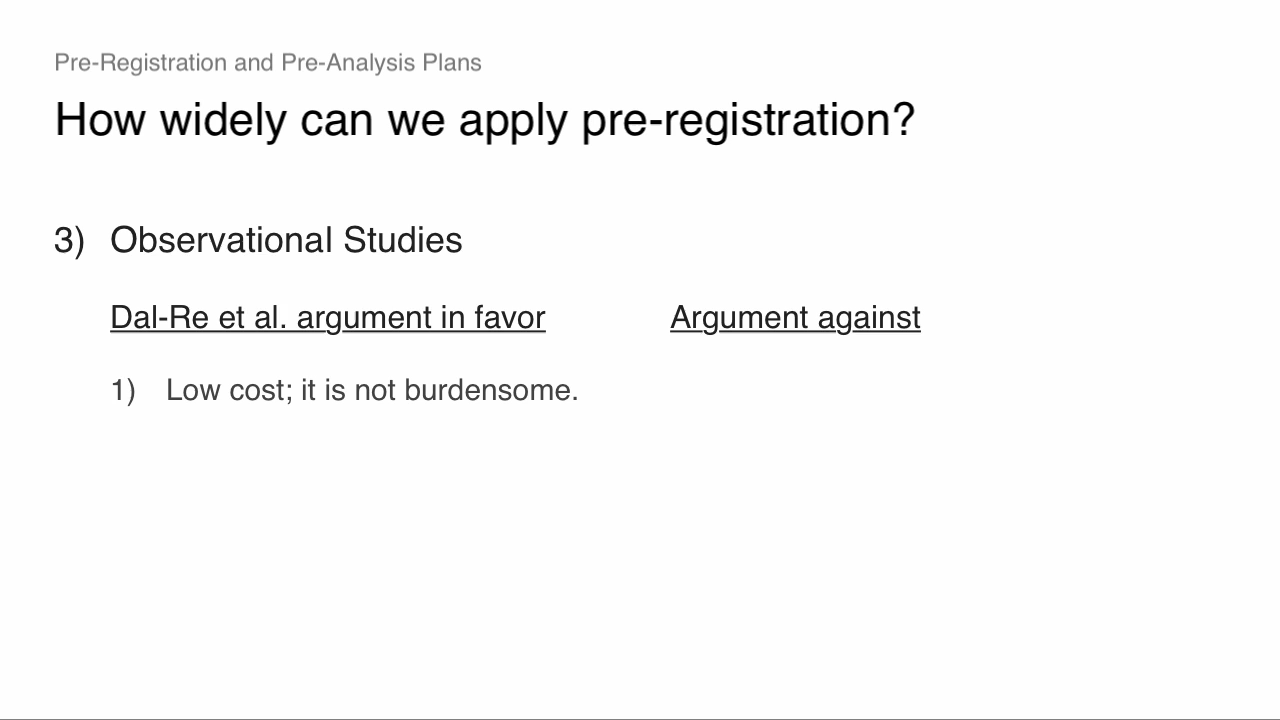 Pre-Registration and Pre-Analysis Plans
How widely can we apply pre-registration?
3) Observational Studies
Dal-Re et al. argument in favor
Argument against
1) Low cost; it is not burdensome.